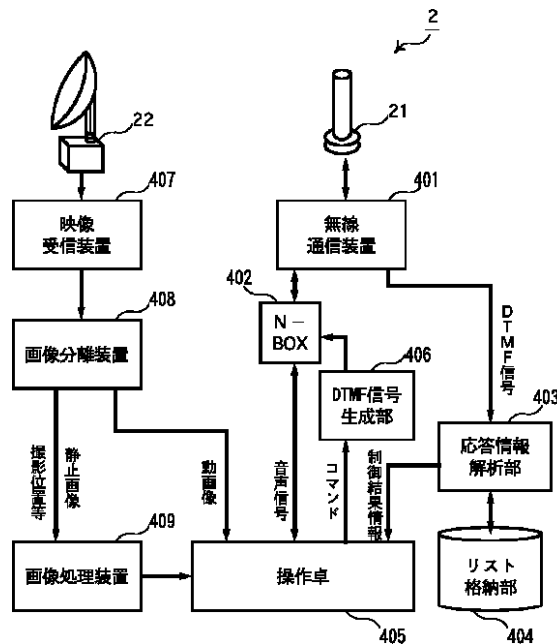 2
22
21
407
映像
受信装置
401
無線
通信装置
402
N－
BOX
408
画像分離装置
406
DTMF信号
生成部
DTMF信号
403
応答情報
解析部
静止画像
撮影位置等
動画像
音声信号
コマンド
制御結果情報
409
画像処理装置
操作卓
405
リスト
格納部
404